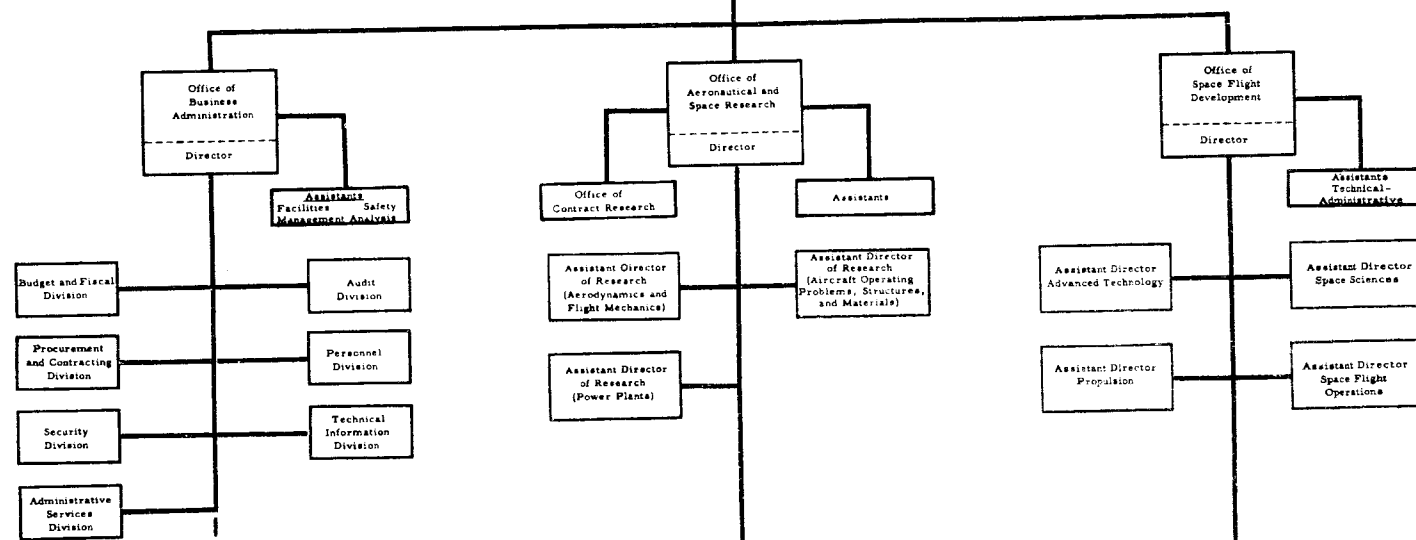 Office of
Business
Administration
Director
Assistants
Facilities Safety
Management Analysis
Budget and Fiscal
Division
Audit
Division
Procurement
and Contracting
Division
Personnel
Division
Security
Division
Technical
Information
Division
Administrative
Services
Division
Office of
Aeronautical and
Space Research
Director
Office of
Contract Research
Assistants
Assistant Director
of Research
(Aerodynamics and
Flight Mechanics)
Assistant Director
of Research
(Aircraft Operating
Problems, Structures,
and Materials)
Assistant Director
of Research
(Power Plants)
Office of
Space Flight
Development
Director
Assistants
Technical-
Administrative
Assistant Director
Advanced Technology
Assistant Director
Space Sciences
Assistant Director
Propulsion
Assistant Director
Space Flight
Operations